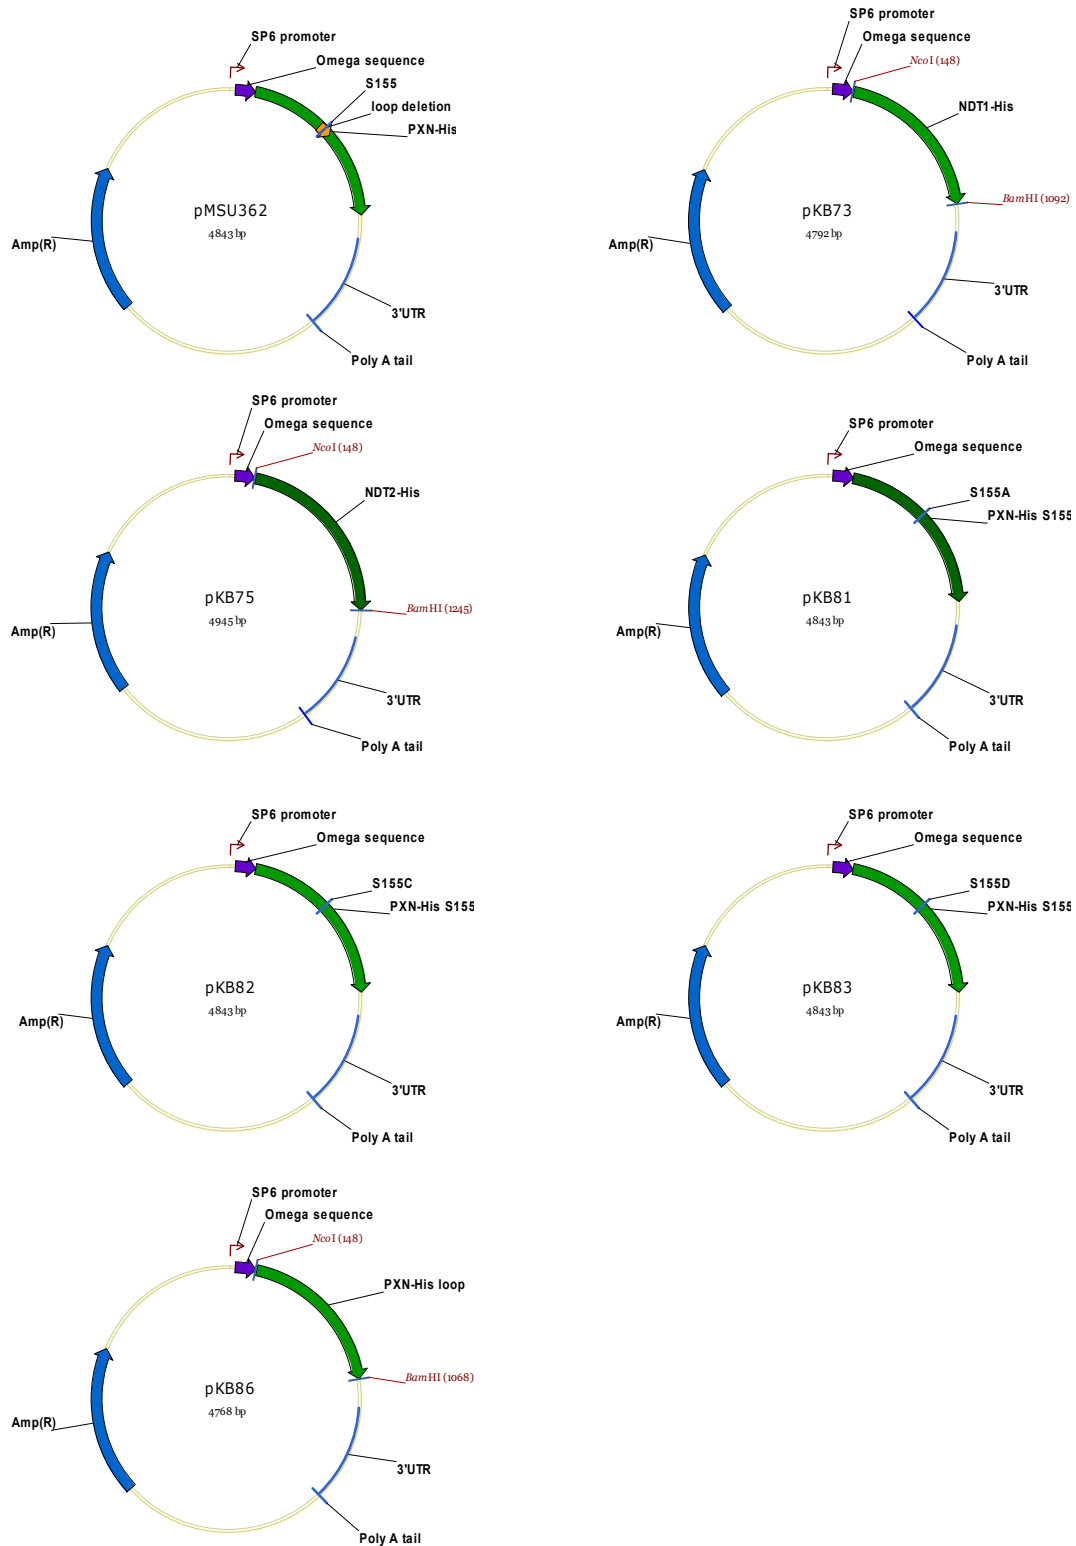 SP6 promoter
Omega sequence
S155
loop deletion
PXN-His
pMSU362
4843 bp
Amp(R)
3'UTR
Poly A tail
SP6 promoter
Omega sequence
NcoI (148)
NDT1-His
BamHI (1092)
pKB73
4792 bp
Amp(R)
3'UTR
Poly A tail
SP6 promoter
Omega sequence
NcoI (148)
NDT2-His
pKB75
4945 bp
BamHI (1245)
Amp(R)
3'UTR
Poly A tail
SP6 promoter
Omega sequence
S155A
PXN-His S155
pKB81
4843 bp
Amp(R)
3'UTR
Poly A tail
SP6 promoter
Omega sequence
S155C
PXN-His S155
pKB82
4843 bp
Amp(R)
3'UTR
Poly A tail
SP6 promoter
Omega sequence
S155D
PXN-His S155
pKB83
4843 bp
Amp(R)
3'UTR
Poly A tail
SP6 promoter
Omega sequence
NcoI (148)
PXN-His loop
BamHI (1068)
pKB86
4768 bp
Amp(R)
3'UTR
Poly A tail